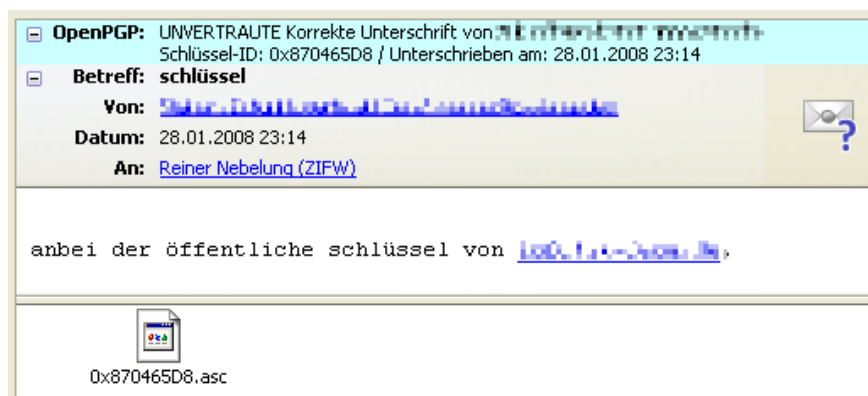 OpenPGP: UNVERTRAUTE Korrekte Unterschrift von
Schlüssel-ID: 0x870465D8 / Unterschrieben am: 28.01.2008 23:14
Betreff: schlüssel
Von:
Datum: 28.01.2008 23:14
An: Reiner Nebelung (ZIFW)
anbei der öffentliche schlüssel von
0x870465D8.asc